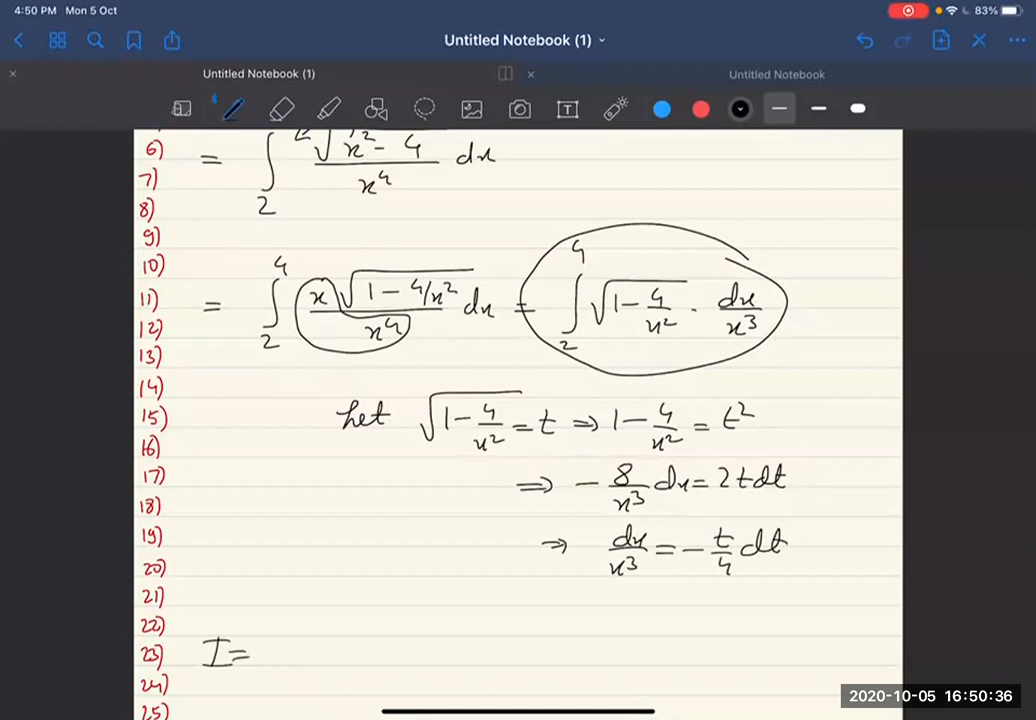 4:50 PM Mon 5 Oct
83%
Untitled Notebook (1)
Untitled Notebook (1)
Untitled Notebook
T
6) = ∫₂ √(x² - 4) / x⁴ dx
7)
8)
9)
10)
11) = ∫₂⁴ x√(1 - 4/x²) / x⁴ dx = ∫₂⁴ √(1 - 4/x²) · dx/x³
12)
13)
14)
15) Let √(1 - 4/x²) = t ⇒ 1 - 4/x² = t²
16)
17) ⇒ - 8/x³ dx = 2t dt
18)
19) ⇒ dx/x³ = - t/4 dt
20)
21)
22)
23) I =
24)
25)
2020-10-05 16:50:36